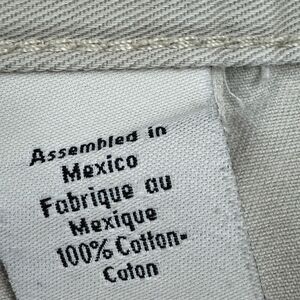 Assembled in
Mexico
Fabrique au
Mexique
100% Cotton-
Coton